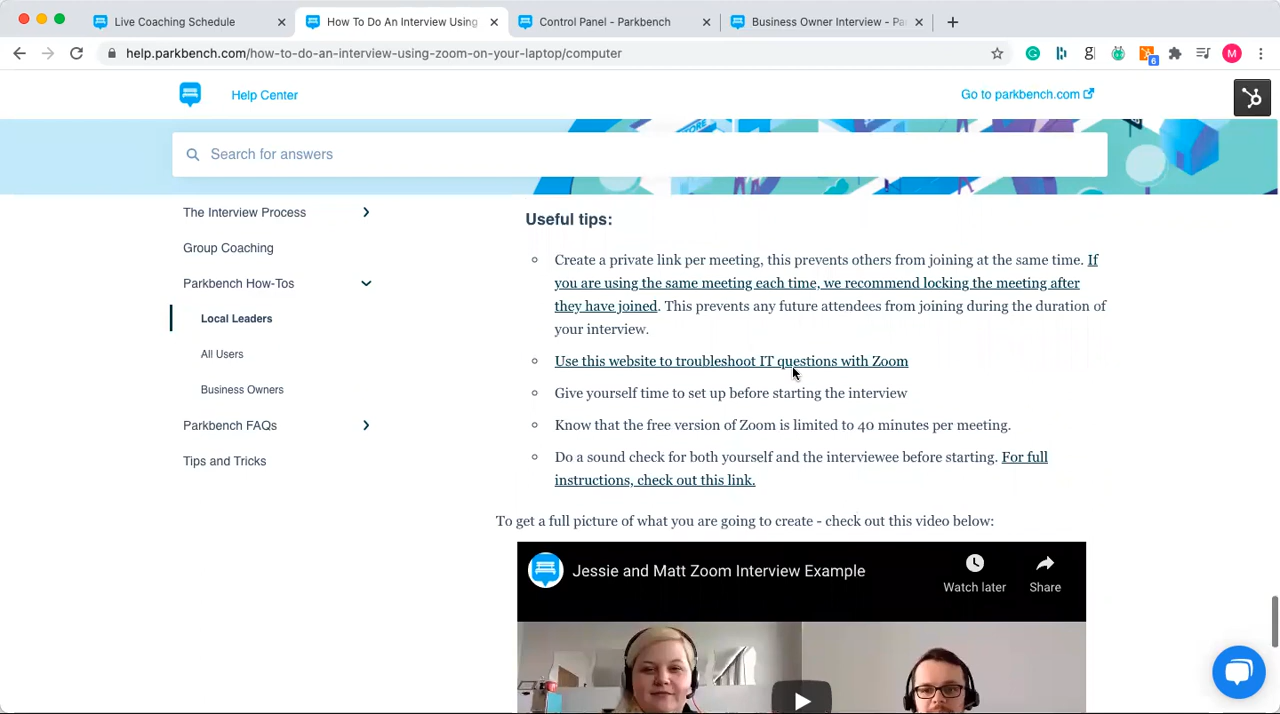 Live Coaching Schedule
How To Do An Interview Using
Control Panel - Parkbench
Business Owner Interview - Pa
help.parkbench.com/how-to-do-an-interview-using-zoom-on-your-laptop/computer
6
M
Help Center
Go to parkbench.com
Search for answers
The Interview Process
Group Coaching
Parkbench How-Tos
Local Leaders
All Users
Business Owners
Parkbench FAQs
Tips and Tricks
Useful tips:
Create a private link per meeting, this prevents others from joining at the same time. If
you are using the same meeting each time, we recommend locking the meeting after
they have joined. This prevents any future attendees from joining during the duration of
your interview.
Use this website to troubleshoot IT questions with Zoom
Give yourself time to set up before starting the interview
Know that the free version of Zoom is limited to 40 minutes per meeting.
Do a sound check for both yourself and the interviewee before starting. For full
instructions, check out this link.
To get a full picture of what you are going to create - check out this video below:
Jessie and Matt Zoom Interview Example
Watch later
Share